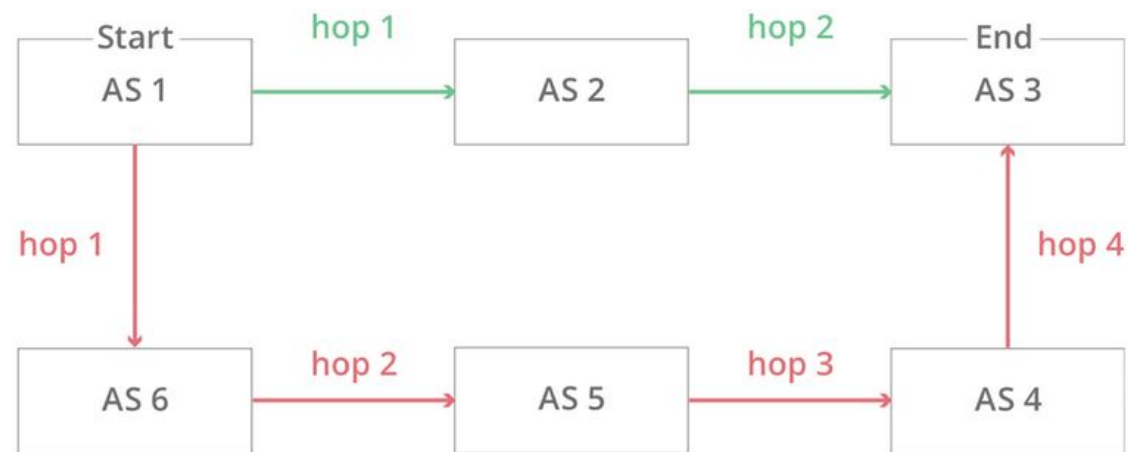 Start
hop 1
hop 2
End
AS 1
AS 2
AS 3
hop 1
hop 4
hop 2
hop 3
AS 6
AS 5
AS 4